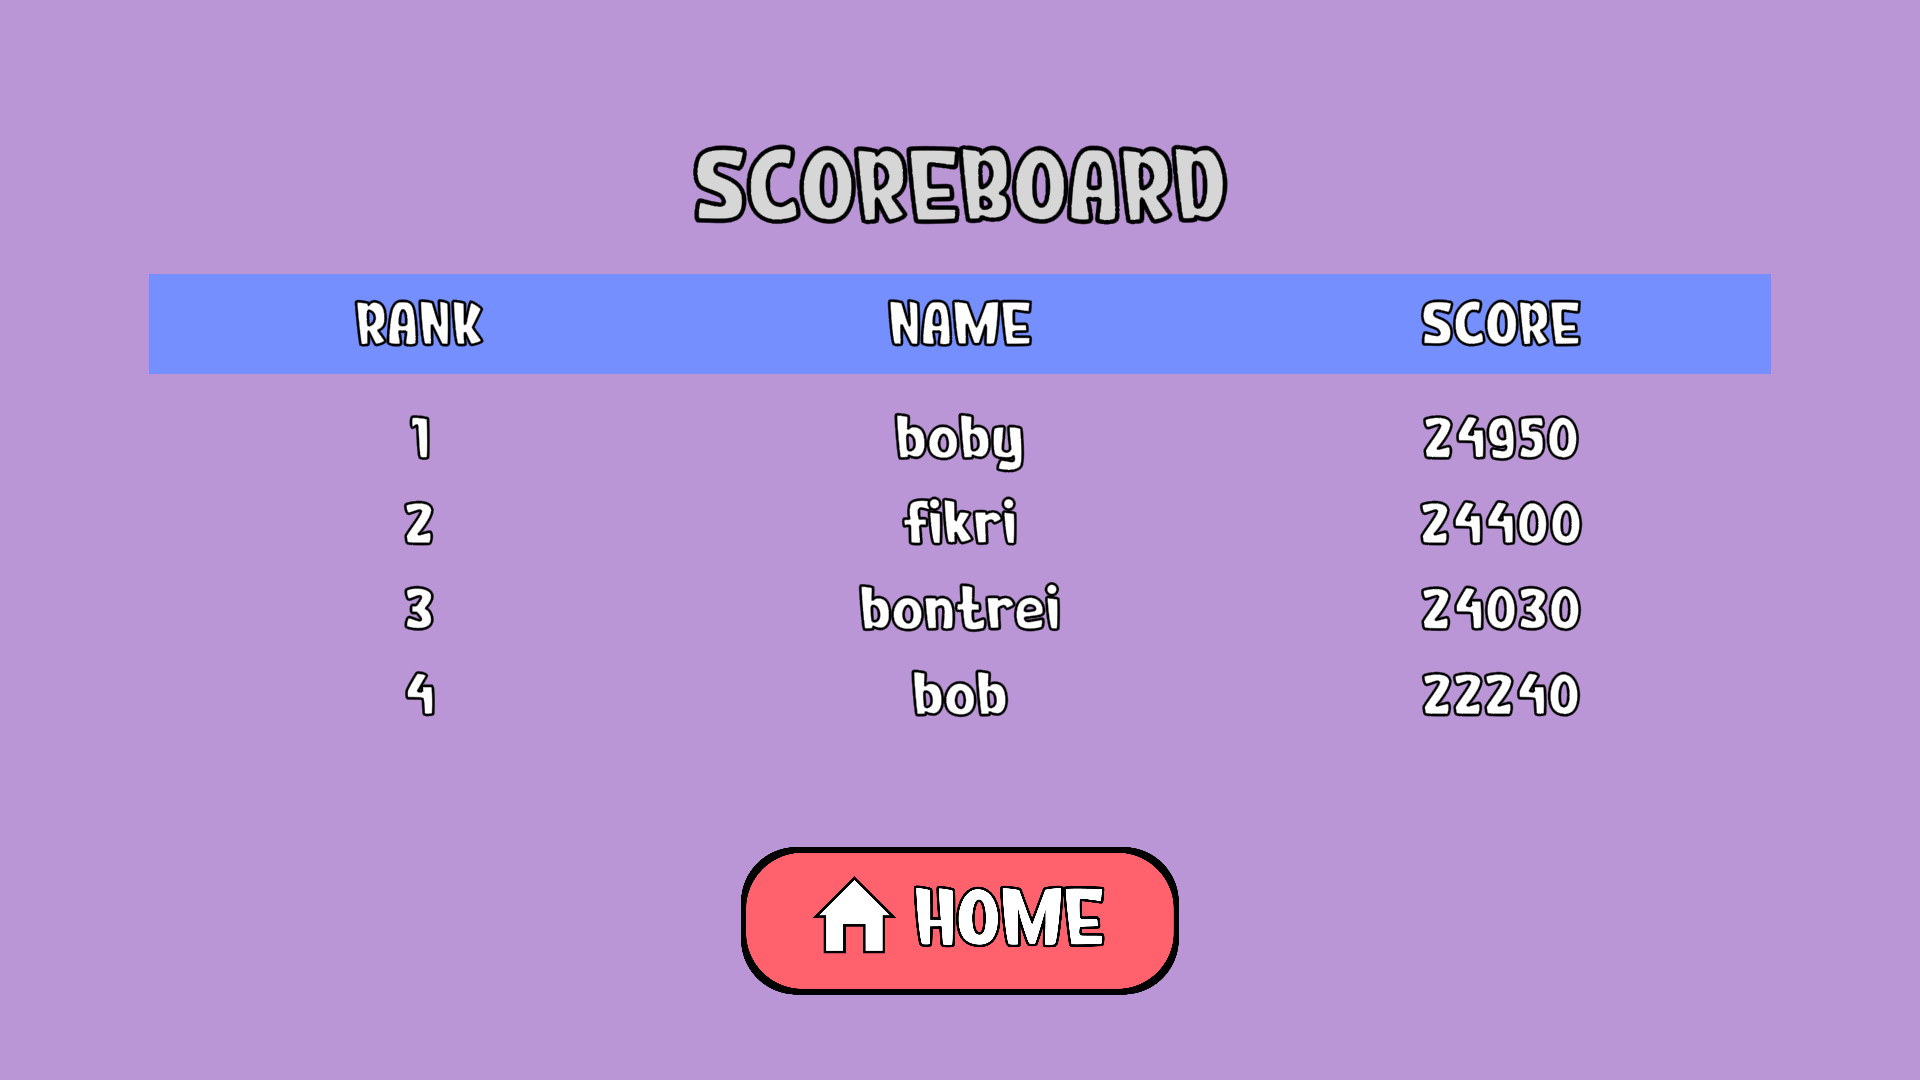 SCOREBOARD
RANK NAME SCORE
1 boby 24950
2 fikri 24400
3 bontrei 24030
4 bob 22240
HOME